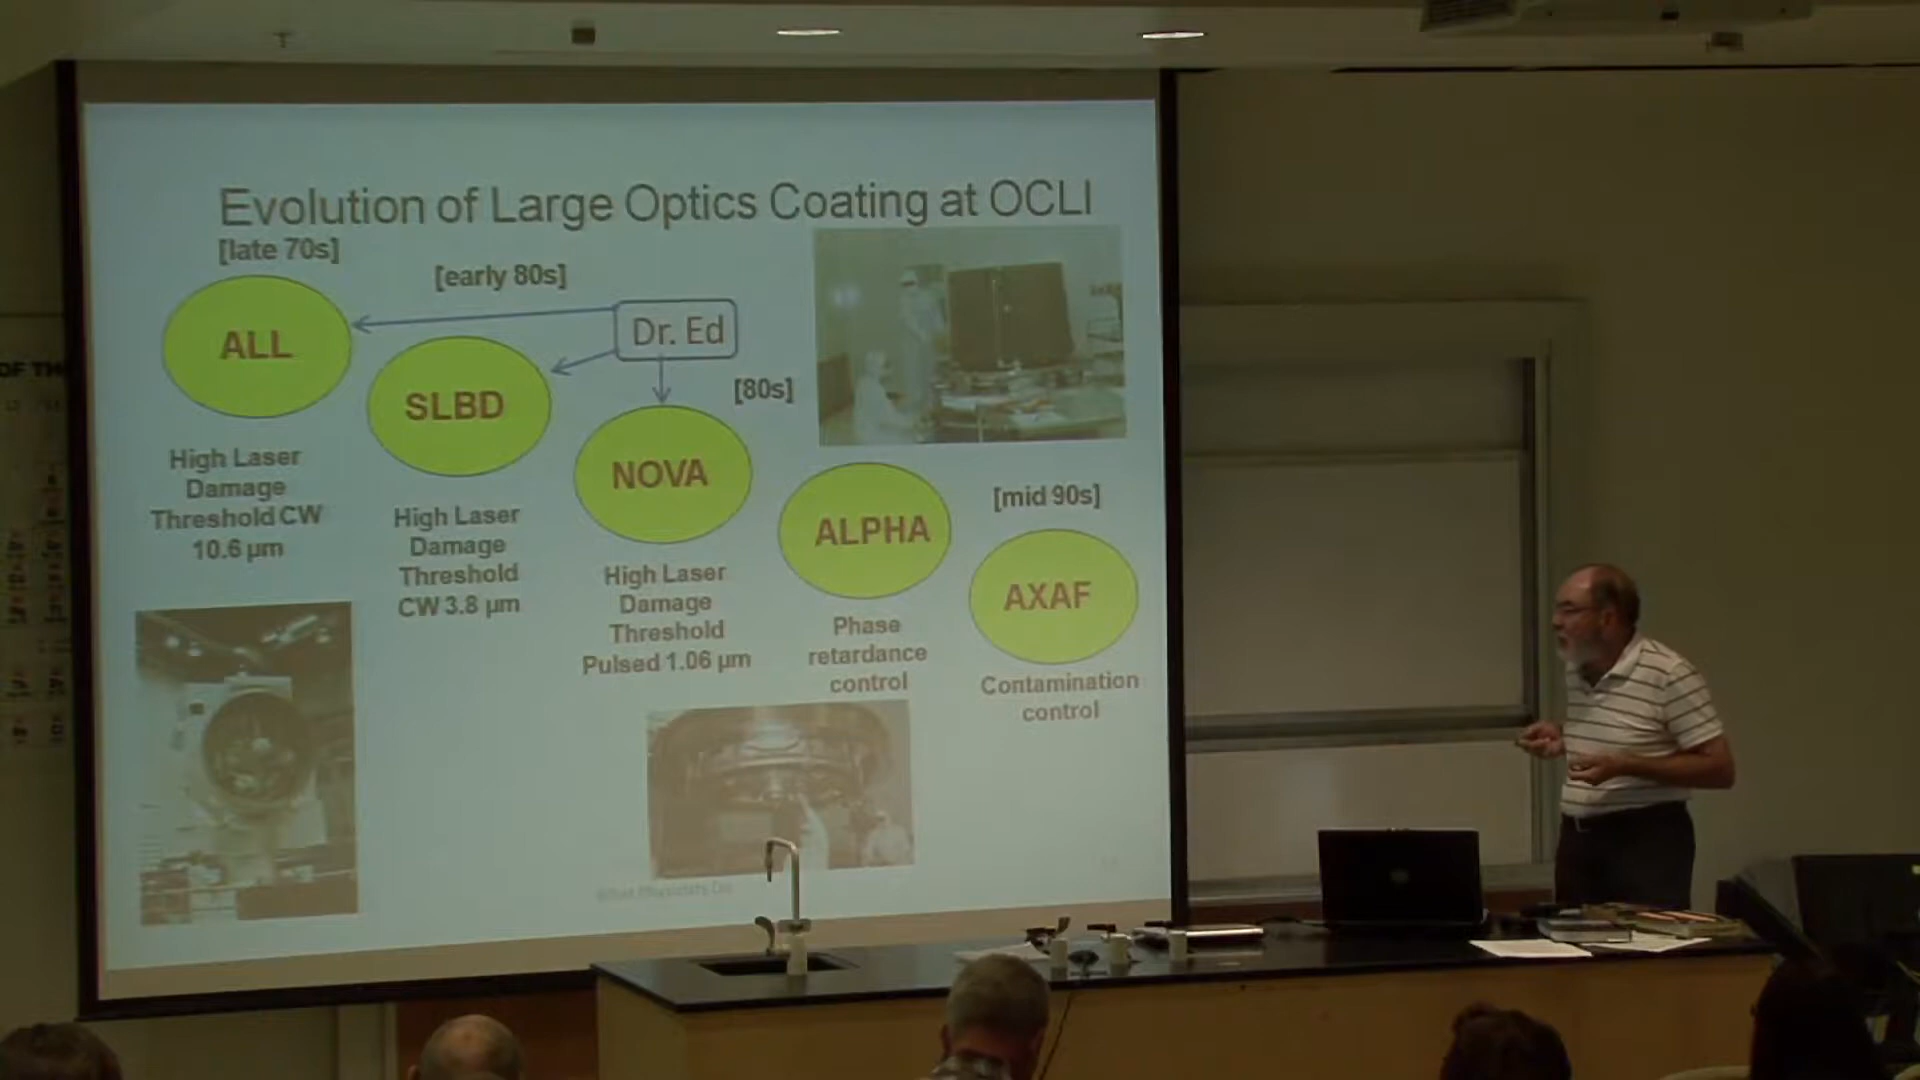 Evolution of Large Optics Coating at OCLI
[late 70s]
[early 80s]
Dr. Ed
[80s]
[mid 90s]
ALL
SLBD
NOVA
ALPHA
AXAF
High Laser
Damage
Threshold CW
10.6 µm
High Laser
Damage
Threshold
CW 3.8 µm
High Laser
Damage
Threshold
Pulsed 1.06 µm
Phase
retardance
control
Contamination
control
OF TH